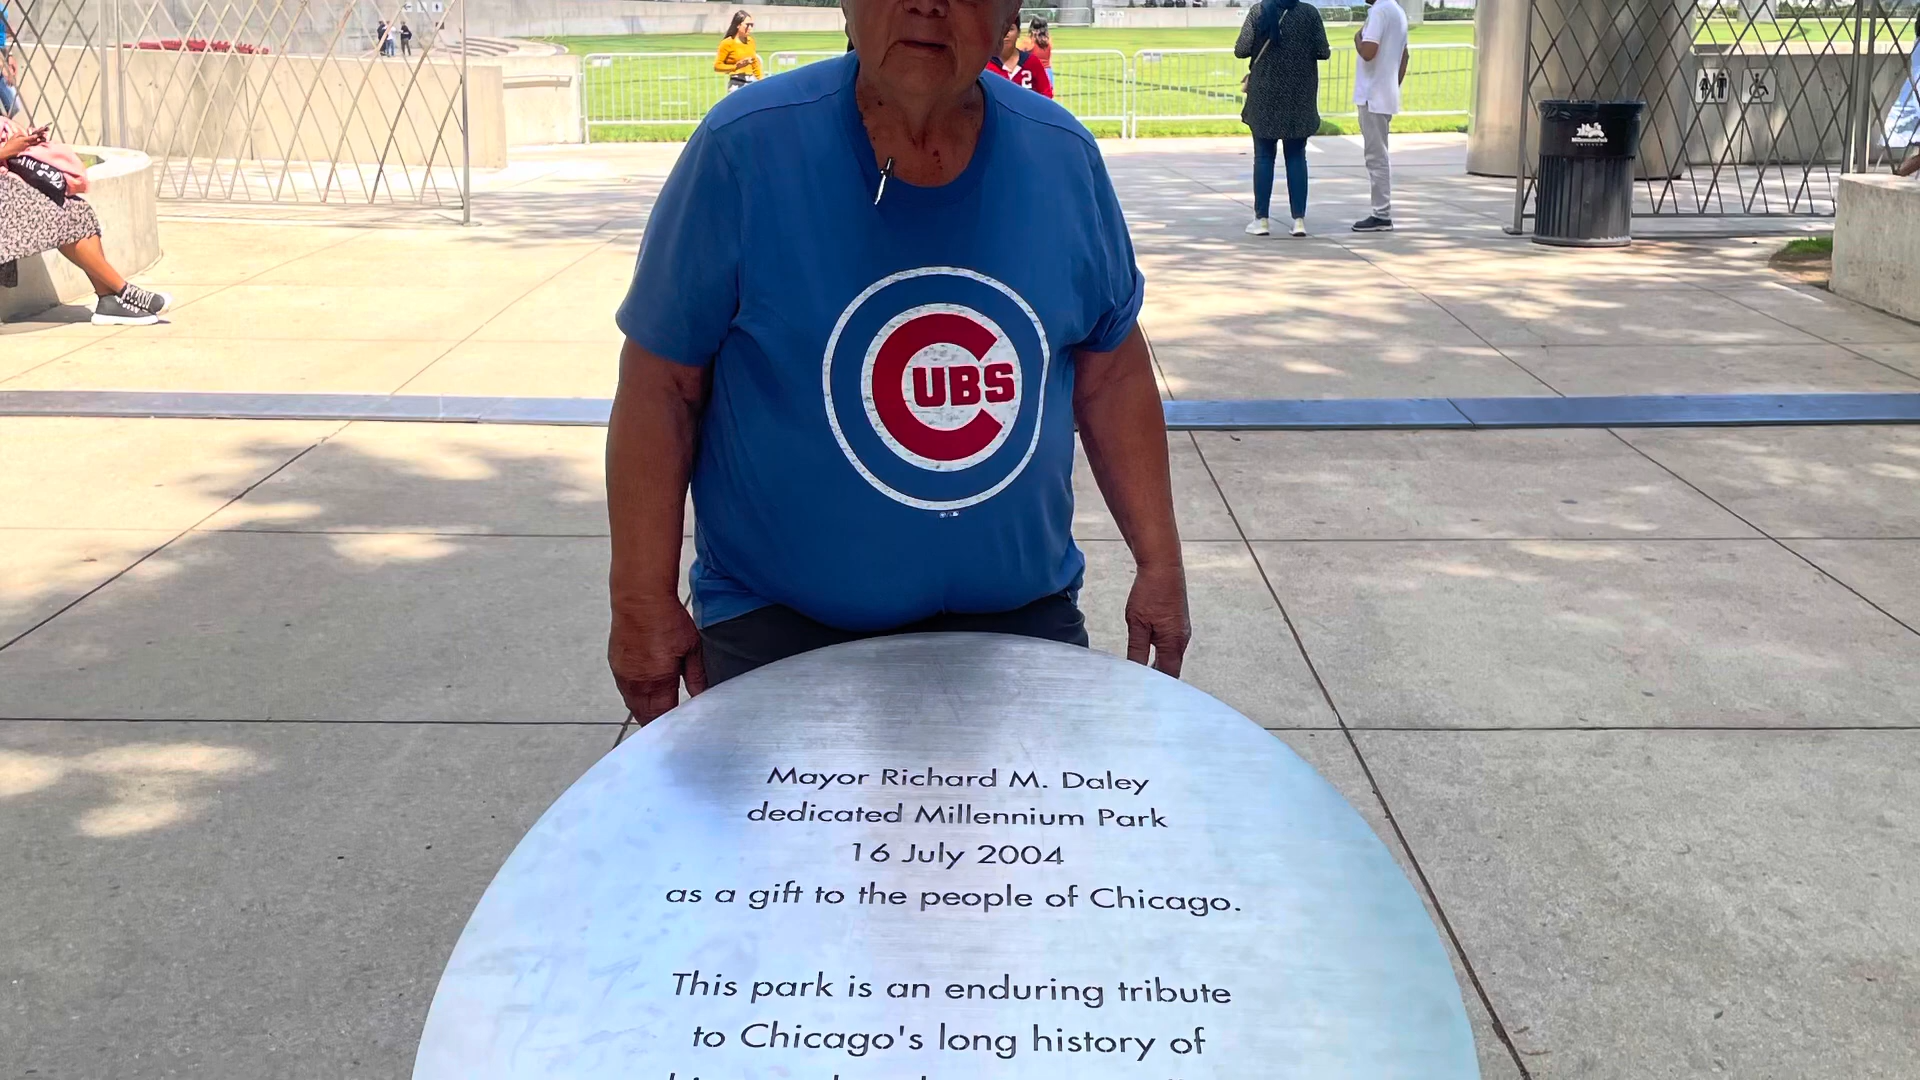 CUBS
Mayor Richard M. Daley
dedicated Millennium Park
16 July 2004
as a gift to the people of Chicago.
This park is an enduring tribute
to Chicago's long history of